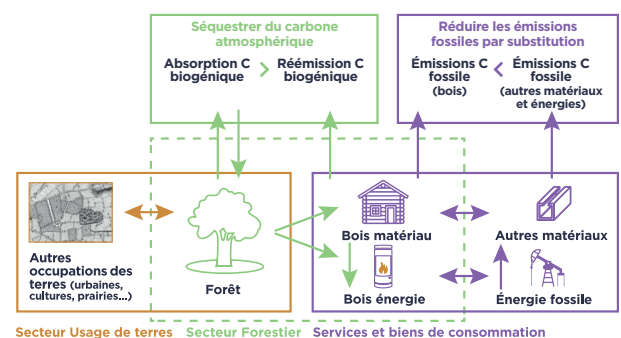 Séquestrer du carbone
atmosphérique
Absorption C > Réémission C
biogénique biogénique
Réduire les émissions
fossiles par substitution
Émissions C < Émissions C
fossile fossile
(bois) (autres matériaux
et énergies)
Autres
occupations des
terres (urbaines,
cultures, prairies...)
Forêt
Bois matériau
Autres matériaux
Bois énergie
Énergie fossile
Secteur Usage de terres Secteur Forestier Services et biens de consommation